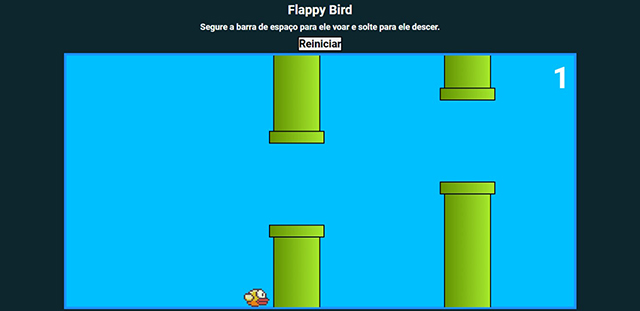 Flappy Bird
Segure a barra de espaço para ele voar e solte para ele descer.
Reiniciar
1